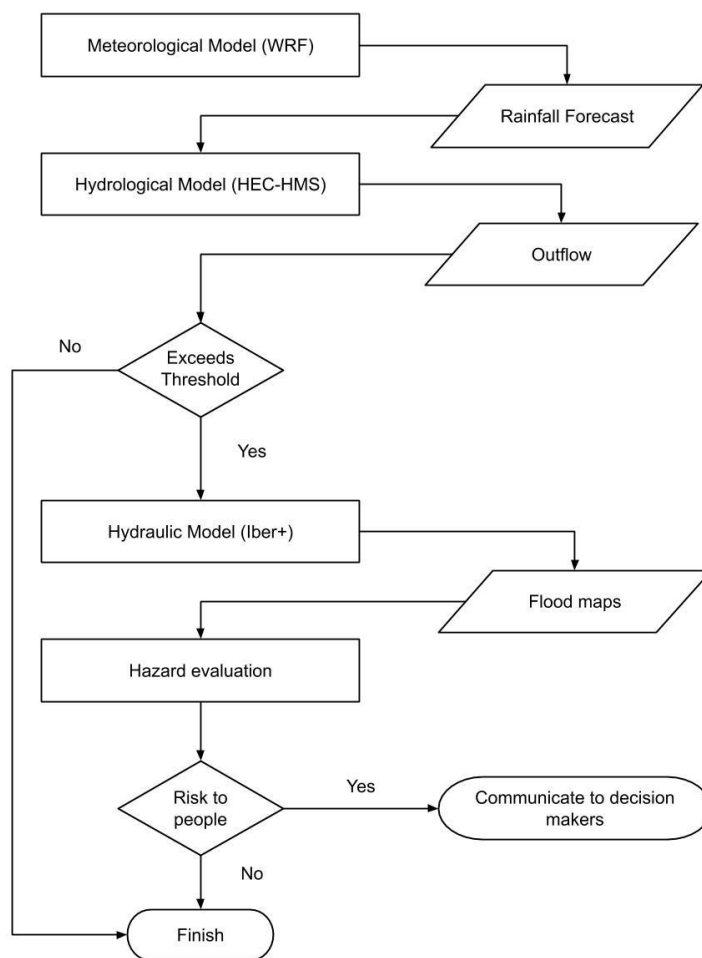 Meteorological Model (WRF)
Rainfall Forecast
Hydrological Model (HEC-HMS)
Outflow
No
Exceeds
Threshold
Yes
Hydraulic Model (Iber+)
Flood maps
Hazard evaluation
Risk to
people
Yes
Communicate to decision
makers
No
Finish